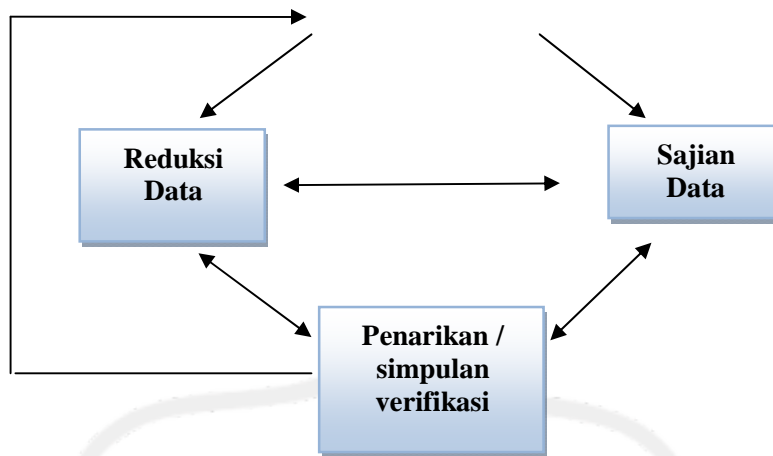 Reduksi
Data
Sajian
Data
Penarikan /
simpulan
verifikasi